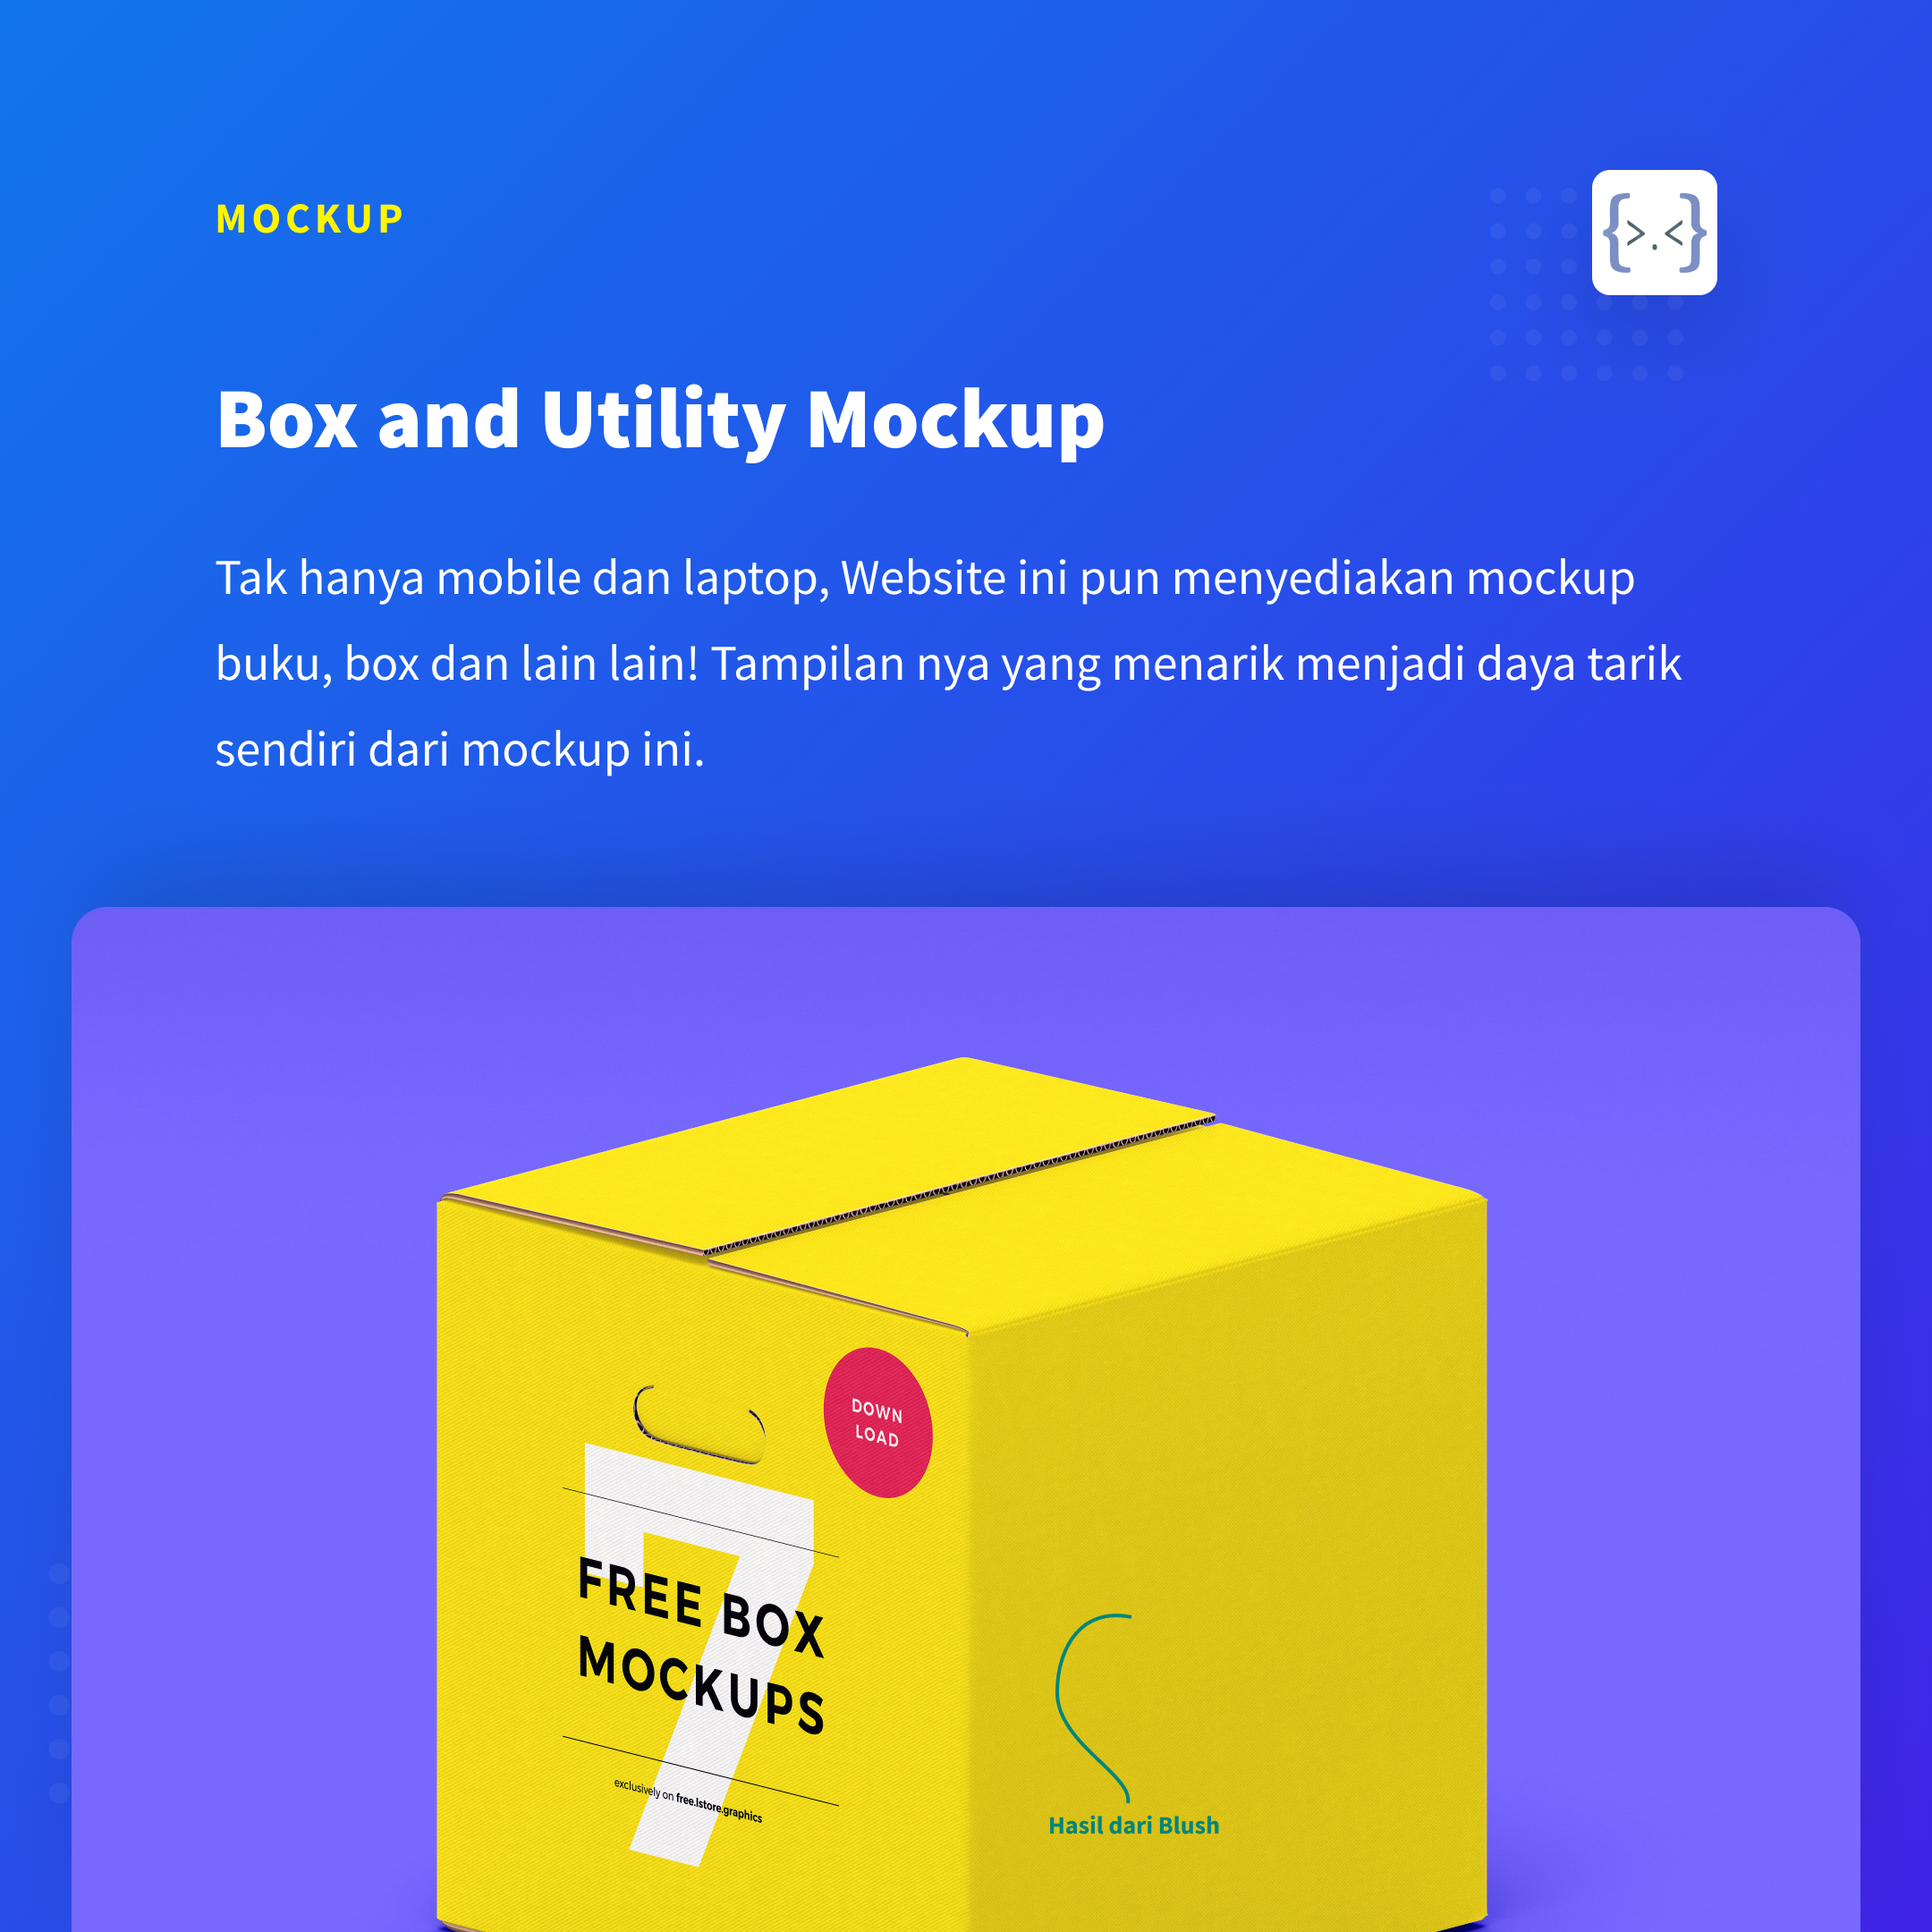 MOCKUP
{>.<}
Box and Utility Mockup
Tak hanya mobile dan laptop, Website ini pun menyediakan mockup
buku, box dan lain lain! Tampilan nya yang menarik menjadi daya tarik
sendiri dari mockup ini.
DOWN
LOAD
7
FREE BOX
MOCKUPS
exclusively on free.lstore.graphics
Hasil dari Blush